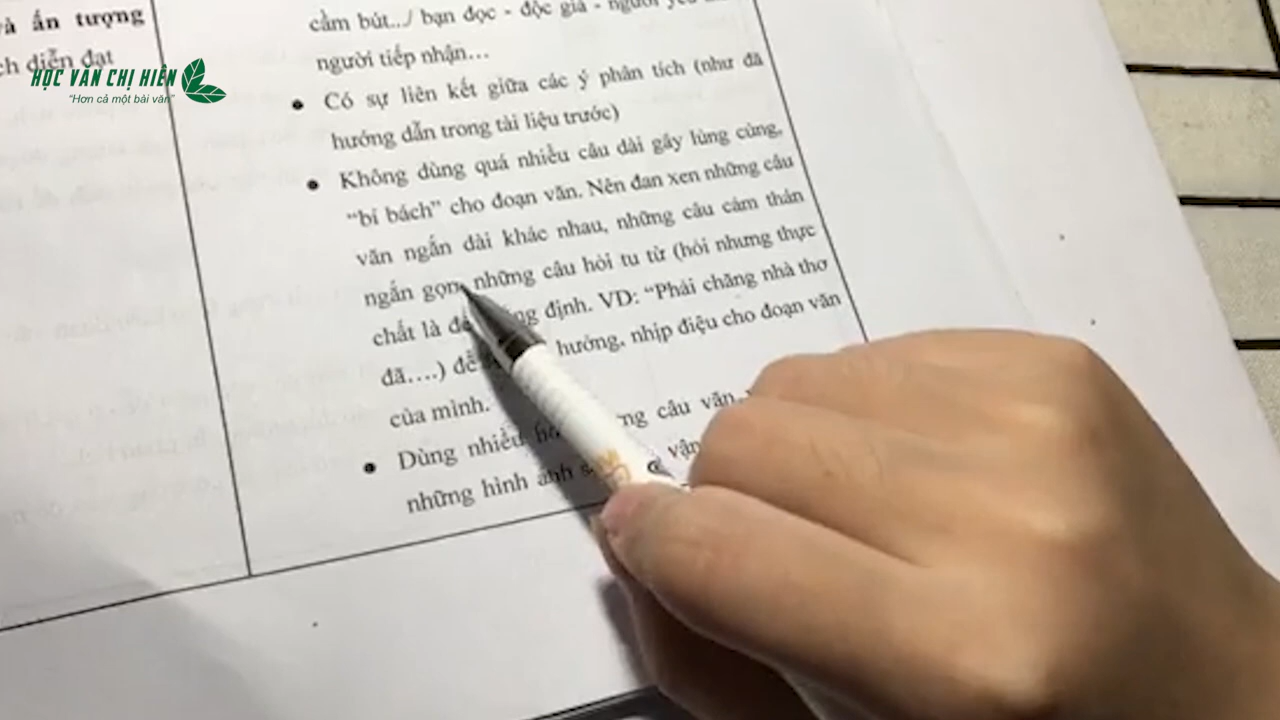 và ấn tượng
ch diễn đạt
HỌC VĂN CHỊ HIÊN
“Hơn cả một bài văn”
cầm bút.../ bạn đọc - độc giả - người yêu
người tiếp nhận…
• Có sự liên kết giữa các ý phân tích (như đã
hướng dẫn trong tài liệu trước)
• Không dùng quá nhiều câu dài gây lủng củng,
“bí bách” cho đoạn văn. Nên đan xen những câu
văn ngắn dài khác nhau, những câu cảm thán
ngắn gọn, những câu hỏi tu từ (hỏi nhưng thực
chất là để định. VD: “Phải chăng nhà thơ
đã….) để hưởng, nhịp điệu cho đoạn văn
của mình.
• Dùng nhiều câu văn
những hình ảnh vận